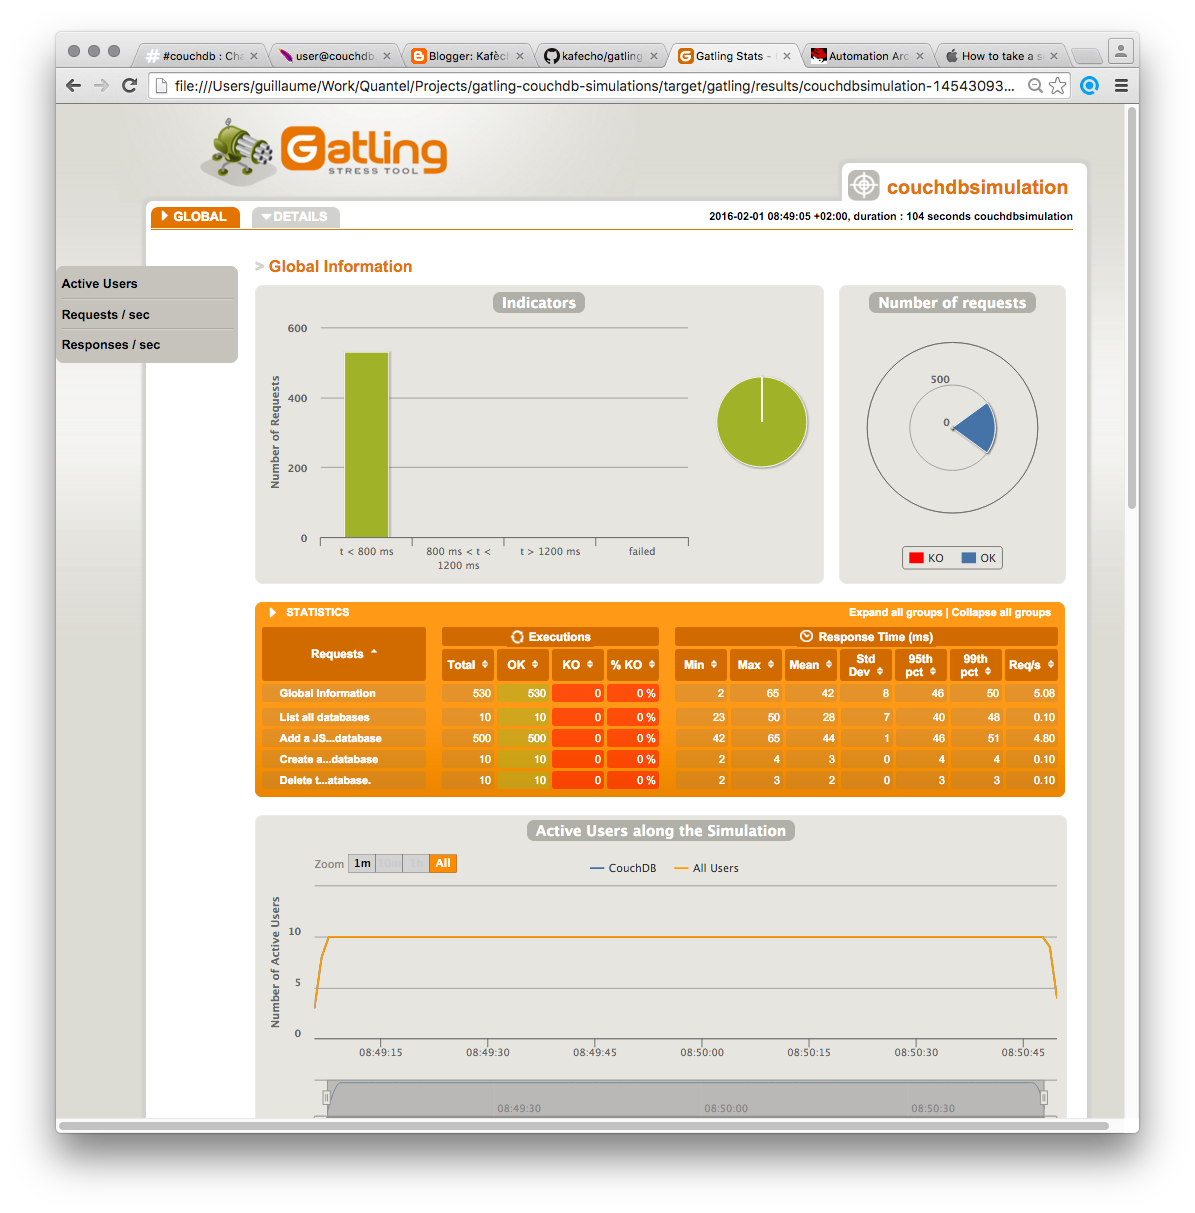 #couchdb : Cha
user@couchdb.
Blogger: Kafèch
kafecho/gatling
Gatling Stats -
Automation Arc
How to take a s
file:///Users/guillaume/Work/Quantel/Projects/gatling-couchdb-simulations/target/gatling/results/couchdbsimulation-14543093...
Gatling
STRESS TOOL
couchdbsimulation
GLOBAL
DETAILS
2016-02-01 08:49:05 +02:00, duration : 104 seconds couchdbsimulation
Active Users
Requests / sec
Responses / sec
> Global Information
Indicators
Number of Requests
600
400
200
0
t < 800 ms
800 ms < t <
1200 ms
t > 1200 ms
failed
Number of requests
500
0
KO
OK
STATISTICS
Expand all groups | Collapse all groups
Requests
Executions
Response Time (ms)
Total OK KO % KO Min Max Mean Std Dev 95th pct 99th pct Req/s
Global Information 530 530 0 0 % 2 65 42 8 46 50 5.08
List all databases 10 10 0 0 % 23 50 28 7 40 48 0.10
Add a JS...database 500 500 0 0 % 42 65 44 1 46 51 4.80
Create a...database 10 10 0 0 % 2 4 3 0 4 4 0.10
Delete t...atabase. 10 10 0 0 % 2 3 2 0 3 3 0.10
Active Users along the Simulation
Zoom 1m 10m 1h All
CouchDB
All Users
Number of Active Users
10
5
0
08:49:15 08:49:30 08:49:45 08:50:00 08:50:15 08:50:30 08:50:45
08:49:30 08:50:00 08:50:30